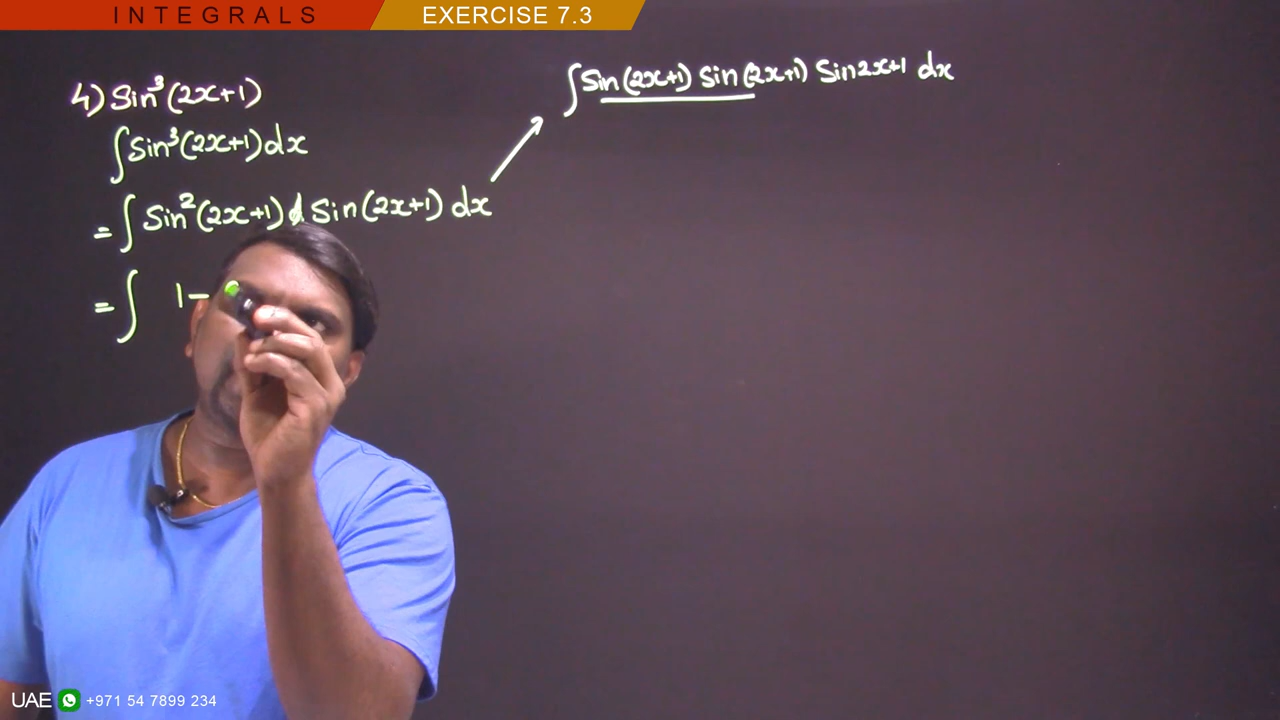 INTEGRALS EXERCISE 7.3
4) Sin³(2x+1)
∫Sin³(2x+1)dx
= ∫ Sin²(2x+1) Sin(2x+1) dx
∫Sin(2x+1) Sin(2x+1) Sin2x+1 dx
= ∫ 1-
UAE +971 54 7899 234